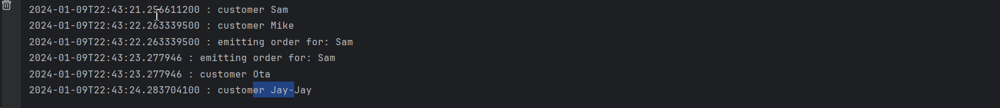 2024-01-09T22:43:21.256611200 : customer Sam
2024-01-09T22:43:22.263339500 : customer Mike
2024-01-09T22:43:22.263339500 : emitting order for: Sam
2024-01-09T22:43:23.277946 : emitting order for: Sam
2024-01-09T22:43:23.277946 : customer Ota
2024-01-09T22:43:24.283704100 : customer Jay-Jay